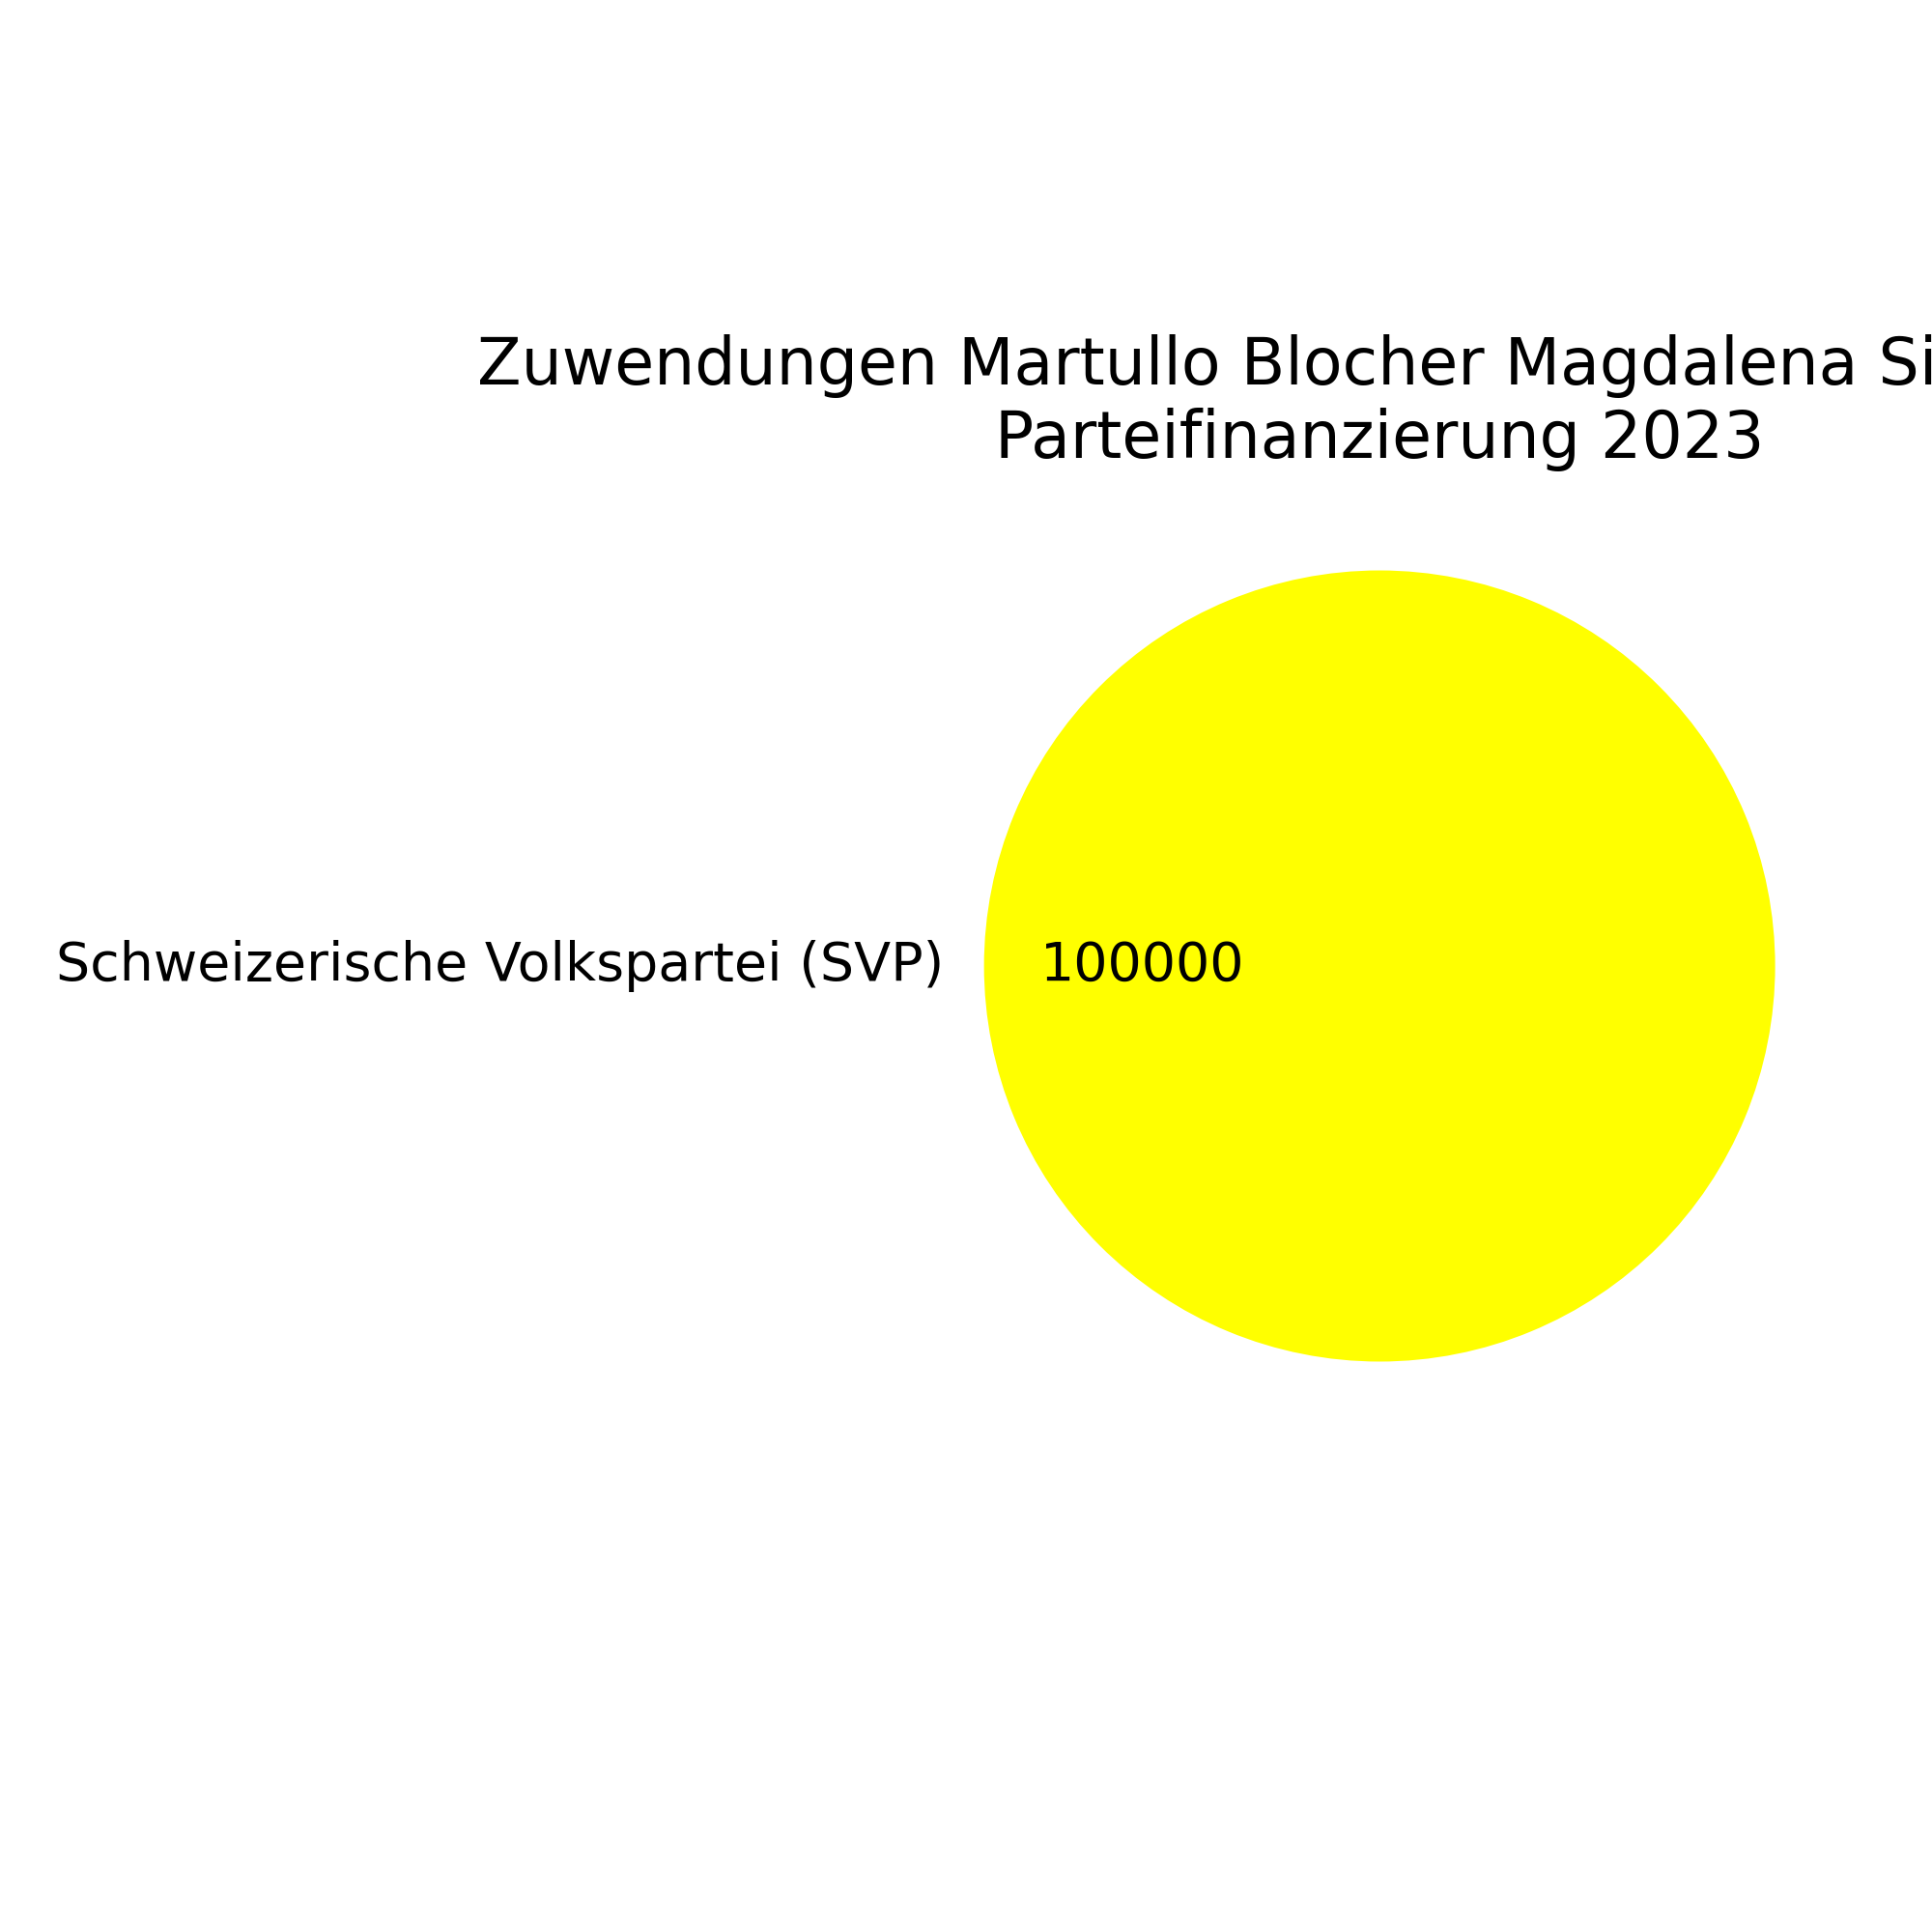 Zuwendungen Martullo Blocher Magdalena
Parteifinanzierung 2023
Schweizerische Volkspartei (SVP)
100000